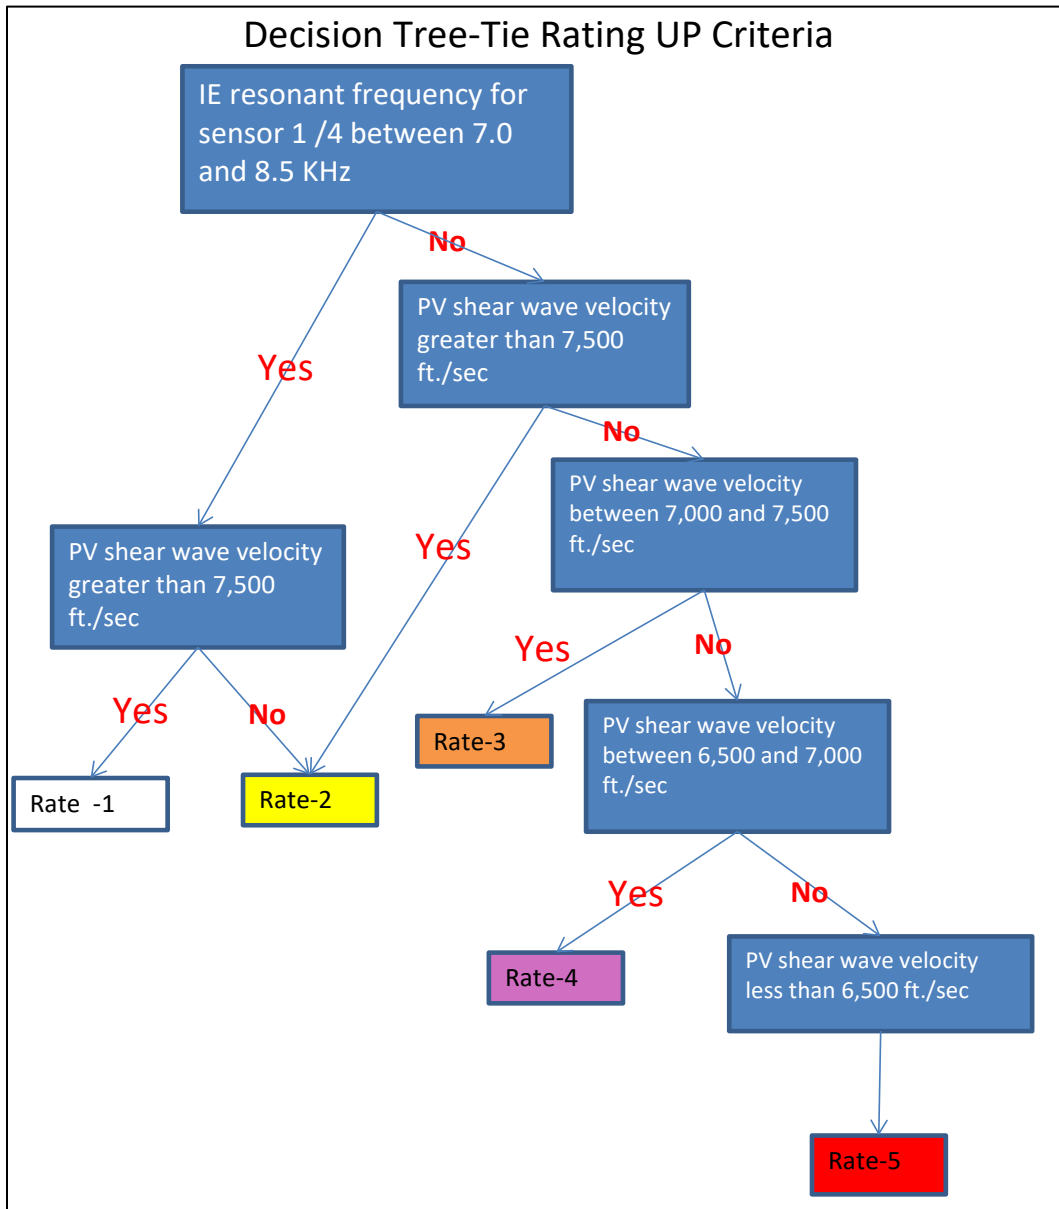 Decision Tree-Tie Rating UP Criteria
IE resonant frequency for
sensor 1 /4 between 7.0
and 8.5 KHz
No
PV shear wave velocity
greater than 7,500
ft./sec
Yes
No
PV shear wave velocity
between 7,000 and 7,500
ft./sec
PV shear wave velocity
greater than 7,500
ft./sec
Yes
Yes
No
Yes
No
Rate-3
PV shear wave velocity
between 6,500 and 7,000
ft./sec
Rate -1
Rate-2
Yes
No
PV shear wave velocity
less than 6,500 ft./sec
Rate-4
Rate-5